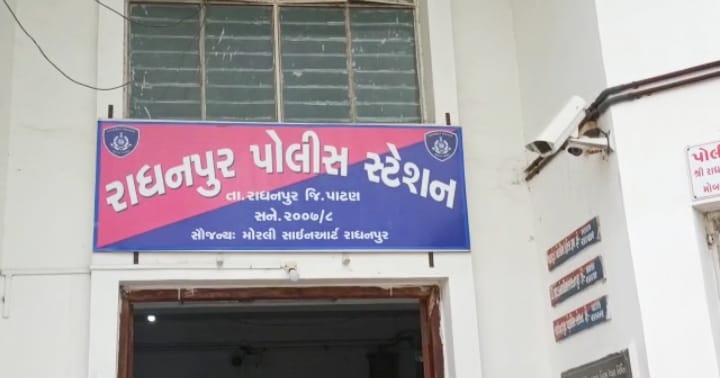 રાધનપુર પોલીસ સ્ટેશન
તા.રાધનપુર જિ.પાટણ
સને.૨૦૦૭/૮
સૌજન્યઃ મોરલી સાઈનઆર્ટ રાધનપુર
પોલી
શ્રી રાધ
મોબ